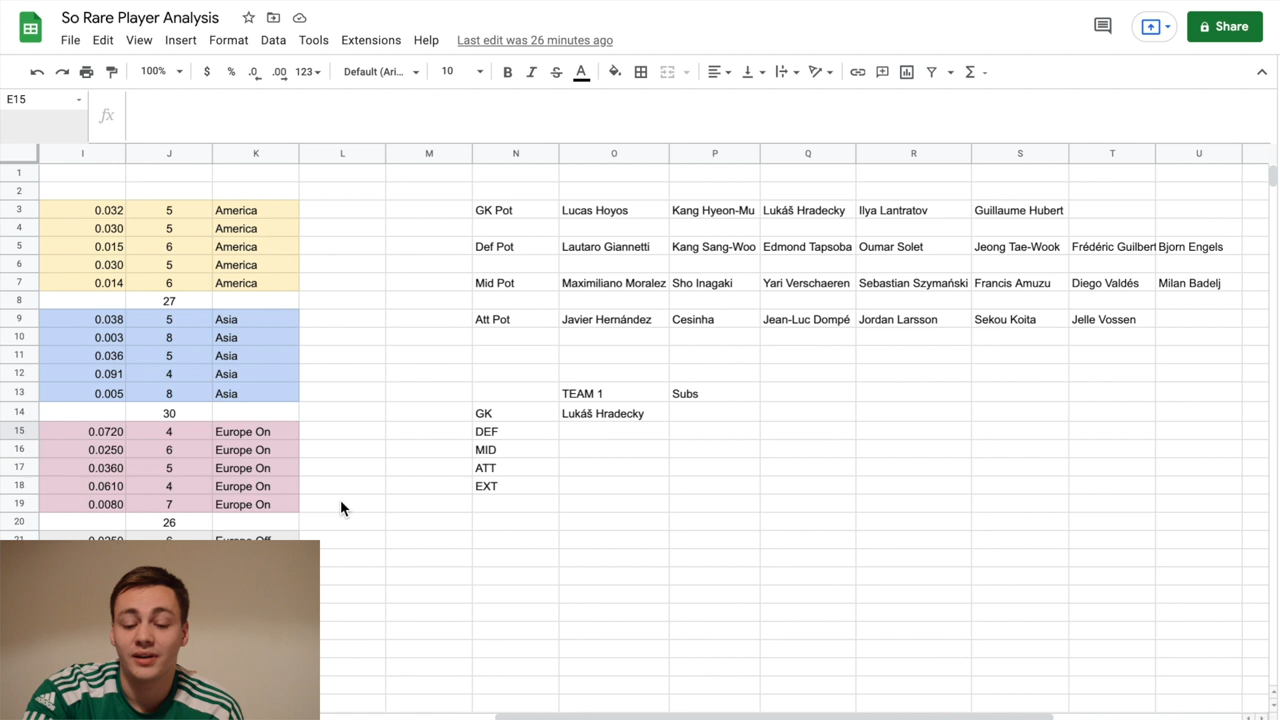 So Rare Player Analysis
File Edit View Insert Format Data Tools Extensions Help Last edit was 26 minutes ago
Share
100% $ % .0 .00 123 Default (Ari... 10 B I S A
E15 fx
I J K L M N O P Q R S T U
1
2
3 0.032 5 America GK Pot Lucas Hoyos Kang Hyeon-Mu Lukáš Hradecky Ilya Lantratov Guillaume Hubert
4 0.030 5 America
5 0.015 6 America Def Pot Lautaro Giannetti Kang Sang-Woo Edmond Tapsoba Oumar Solet Jeong Tae-Wook Frédéric Guilbert Bjorn Engels
6 0.030 5 America
7 0.014 6 America Mid Pot Maximiliano Moralez Sho Inagaki Yari Verschaeren Sebastian Szymański Francis Amuzu Diego Valdés Milan Badelj
8 27
9 0.038 5 Asia Att Pot Javier Hernández Cesinha Jean-Luc Dompé Jordan Larsson Sekou Koita Jelle Vossen
10 0.003 8 Asia
11 0.036 5 Asia
12 0.091 4 Asia
13 0.005 8 Asia TEAM 1 Subs
14 30 GK Lukáš Hradecky
15 0.0720 4 Europe On DEF
16 0.0250 6 Europe On MID
17 0.0360 5 Europe On ATT
18 0.0610 4 Europe On EXT
19 0.0080 7 Europe On
20 26
21 0.0250 6 Europe Off